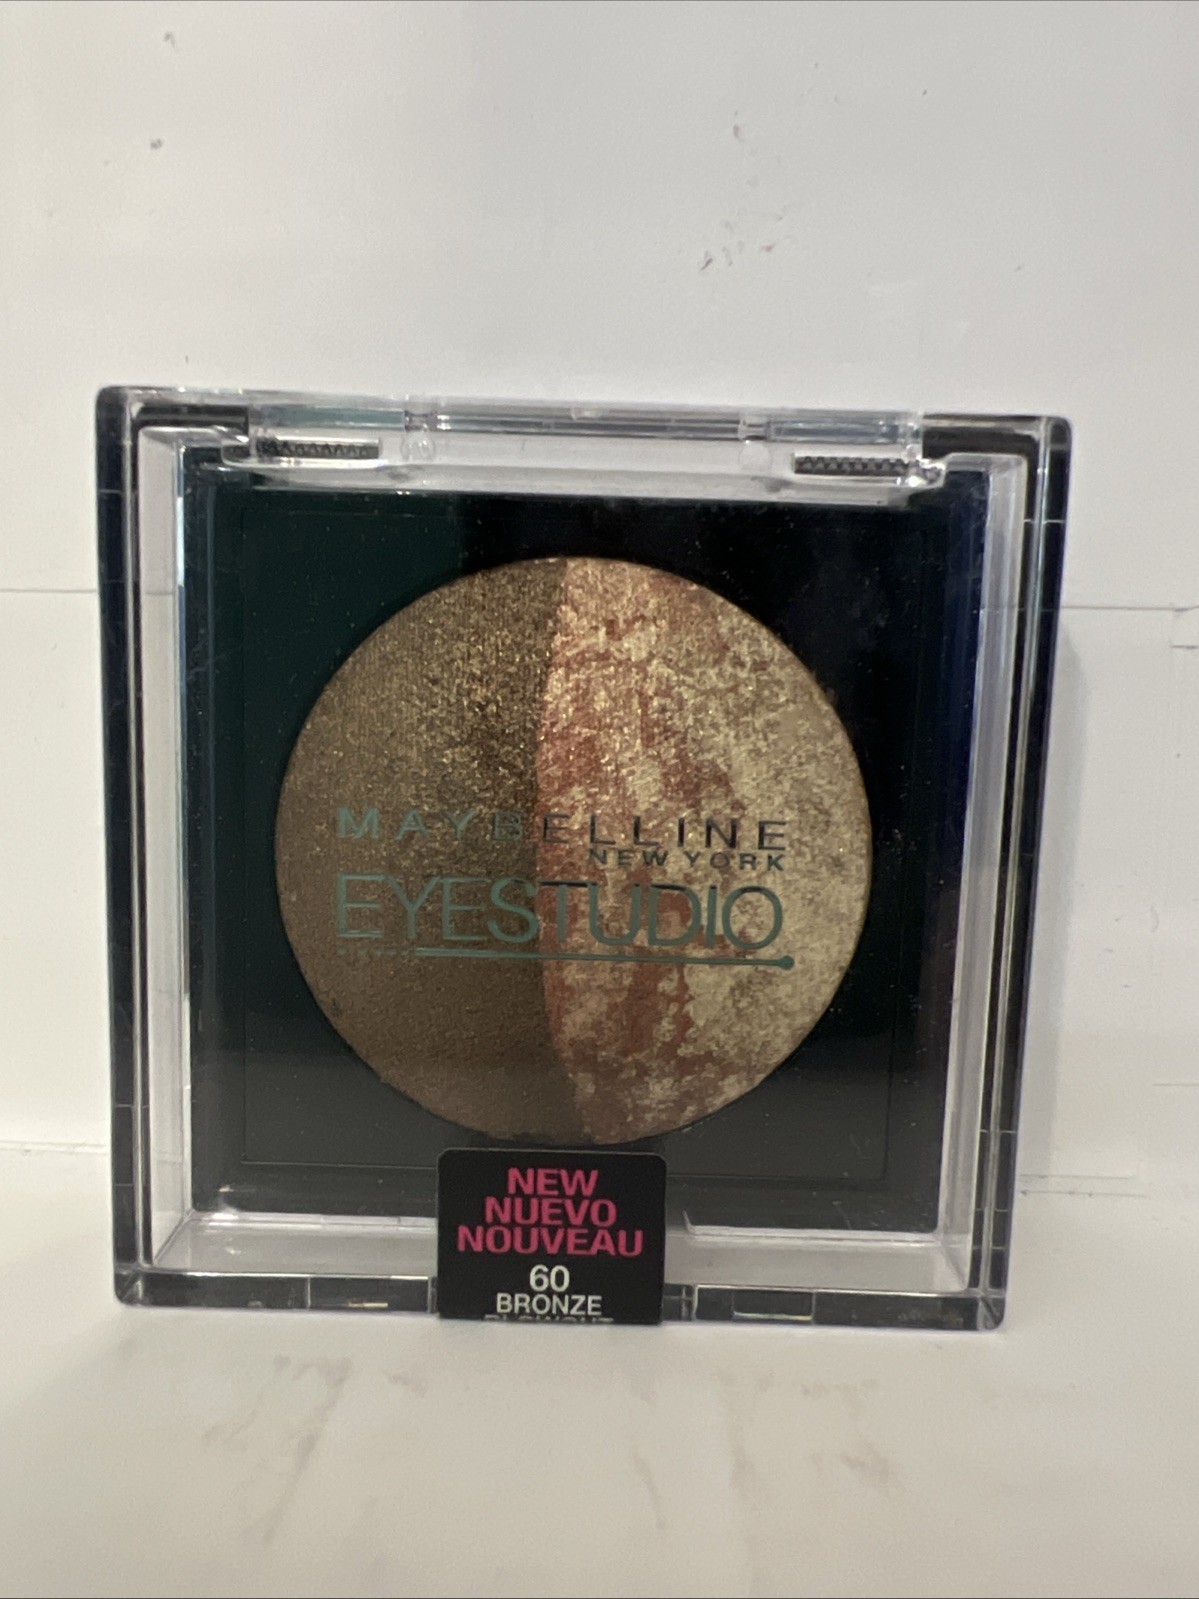 MAYBELLINE
NEW YORK
EYESTUDIO
NEW
NUEVO
NOUVEAU
60
BRONZE